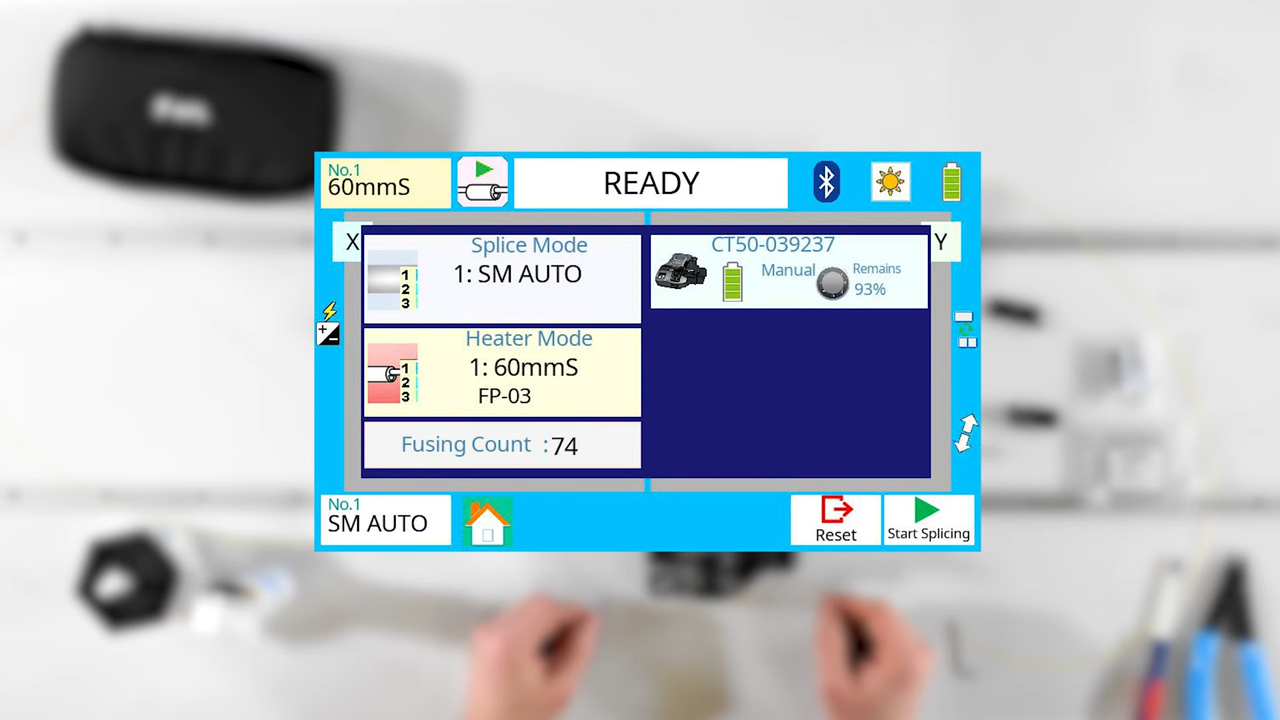 No.1
60mmS
READY
X
Y
Splice Mode
1: SM AUTO
1
2
3
CT50-039237
Manual
Remains
93%
Heater Mode
1: 60mmS
FP-03
1
2
3
Fusing Count : 74
No.1
SM AUTO
Reset
Start Splicing